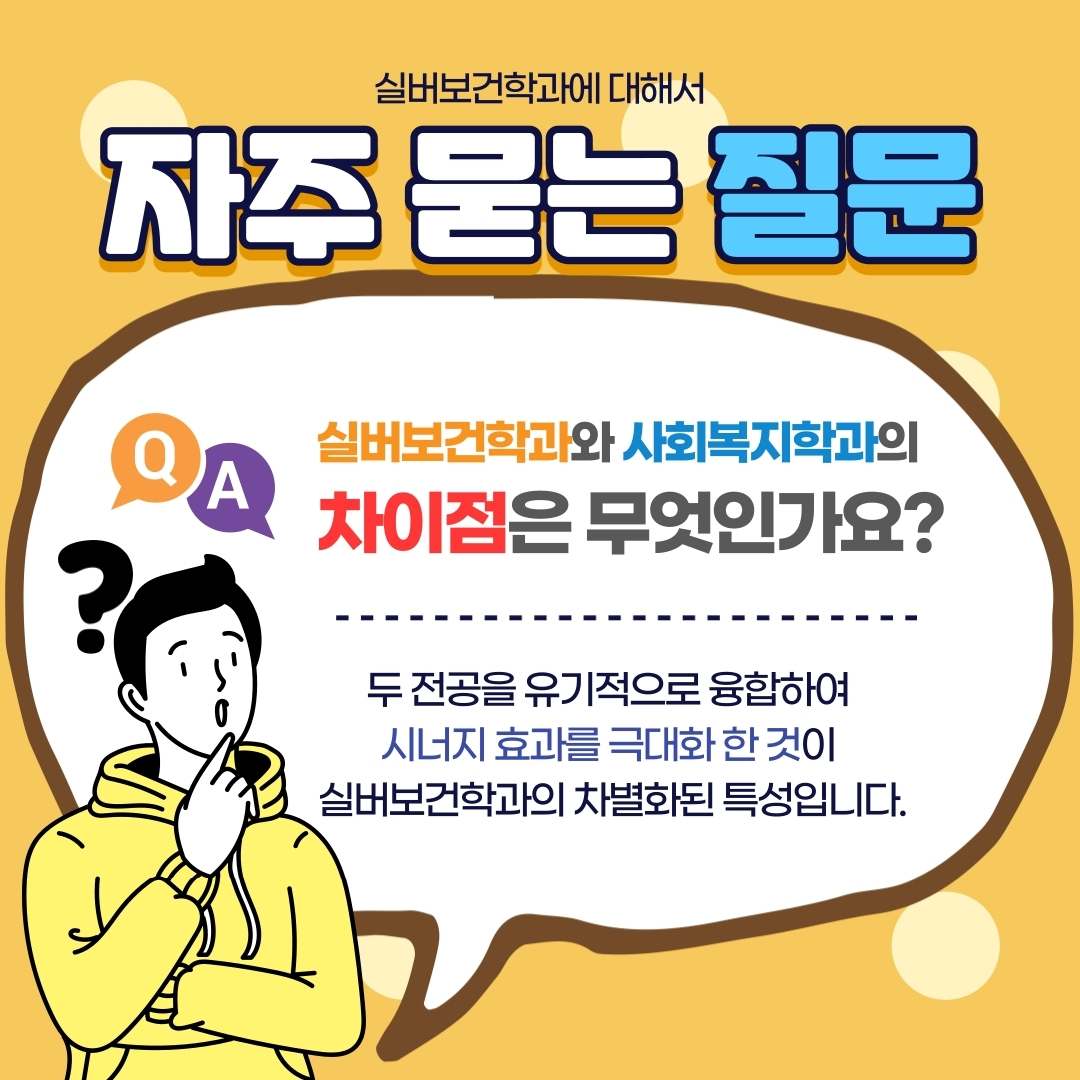 실버보건학과에 대해서
자주 묻는 질문
Q
A
실버보건학과와 사회복지학과의
차이점은 무엇인가요?
두 전공을 유기적으로 융합하여
시너지 효과를 극대화 한 것이
실버보건학과의 차별화된 특성입니다.
?